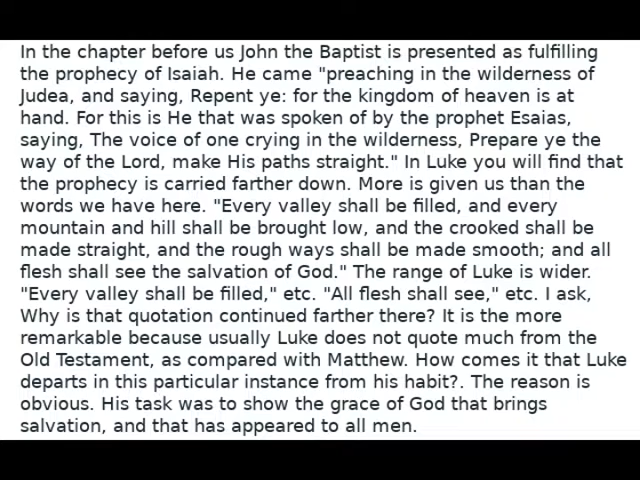 In the chapter before us John the Baptist is presented as fulfilling
the prophecy of Isaiah. He came "preaching in the wilderness of
Judea, and saying, Repent ye: for the kingdom of heaven is at
hand. For this is He that was spoken of by the prophet Esaias,
saying, The voice of one crying in the wilderness, Prepare ye the
way of the Lord, make His paths straight." In Luke you will find that
the prophecy is carried farther down. More is given us than the
words we have here. "Every valley shall be filled, and every
mountain and hill shall be brought low, and the crooked shall be
made straight, and the rough ways shall be made smooth; and all
flesh shall see the salvation of God." The range of Luke is wider.
"Every valley shall be filled," etc. "All flesh shall see," etc. I ask,
Why is that quotation continued farther there? It is the more
remarkable because usually Luke does not quote much from the
Old Testament, as compared with Matthew. How comes it that Luke
departs in this particular instance from his habit?. The reason is
obvious. His task was to show the grace of God that brings
salvation, and that has appeared to all men.